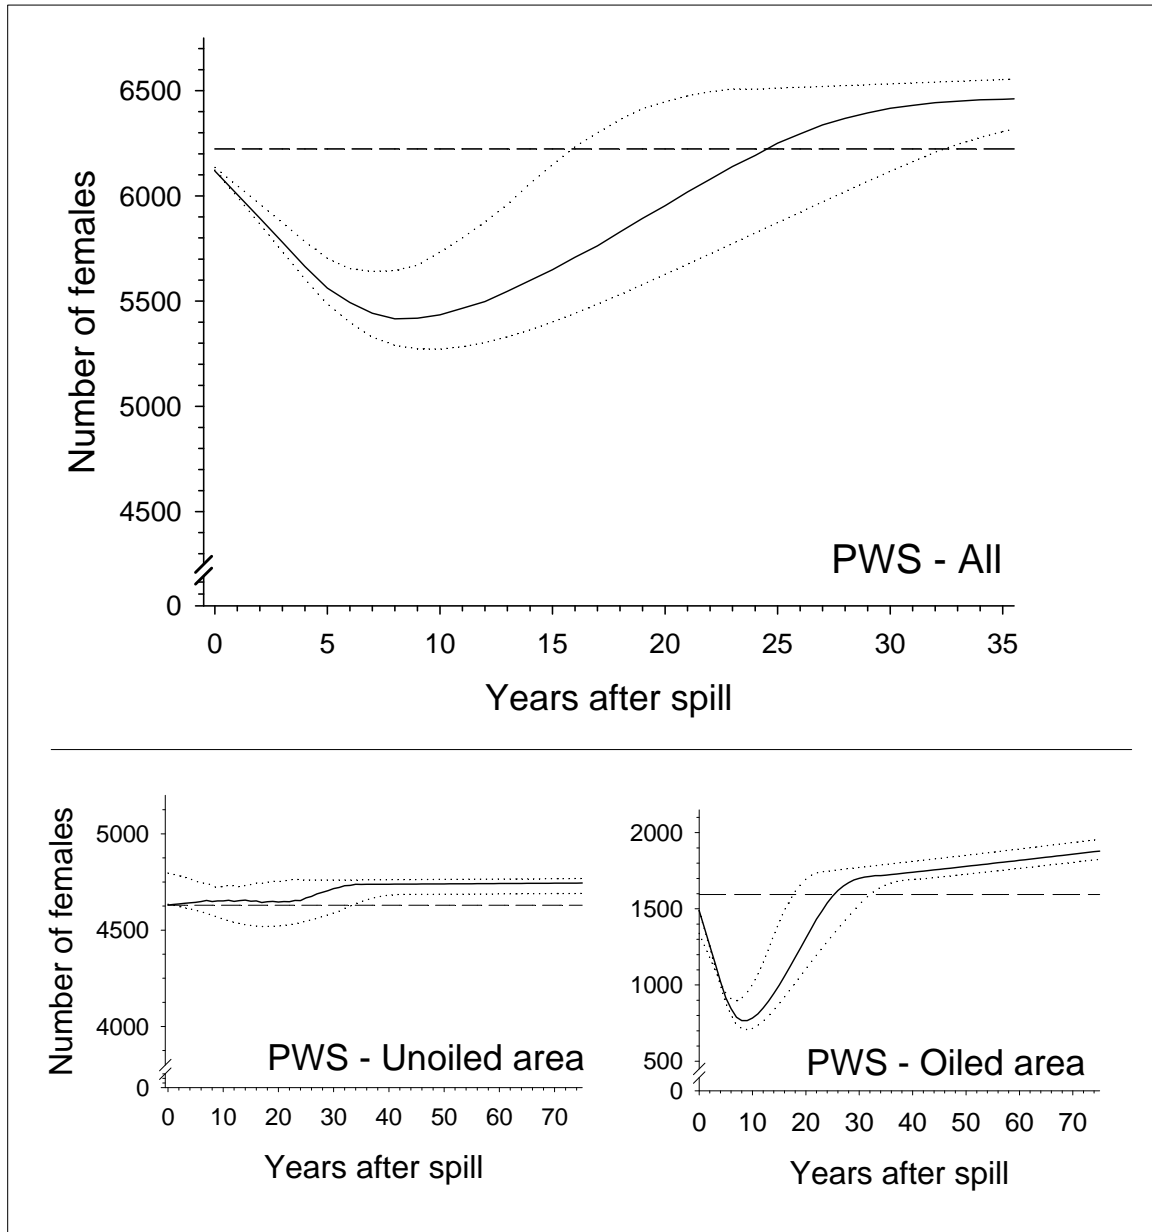 6500
6000
5500
5000
4500
0
Number of females
PWS - All
0 5 10 15 20 25 30 35
Years after spill
5000
4500
4000
0
Number of females
PWS - Unoiled area
0 10 20 30 40 50 60 70
Years after spill
2000
1500
1000
500
0
PWS - Oiled area
0 10 20 30 40 50 60 70
Years after spill